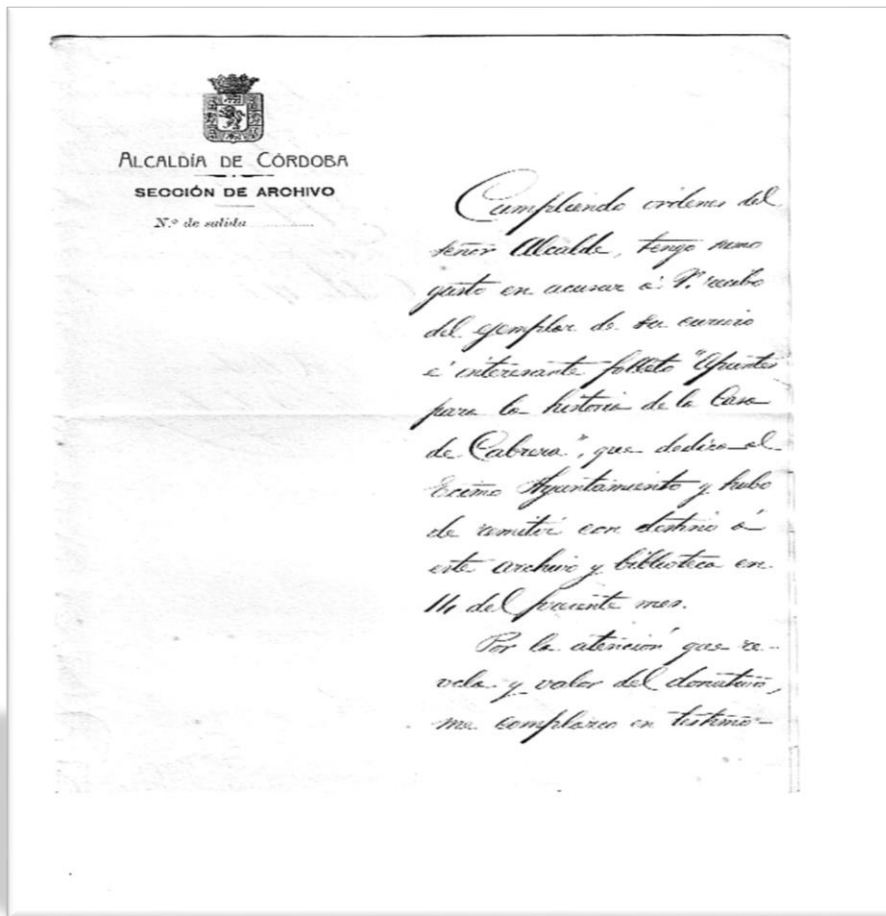 ALCALDÍA DE CÓRDOBA
SECCIÓN DE ARCHIVO
N.º de salida
Cumpliendo órdenes del
señor Alcalde, tengo sumo
gusto en acusar á V. recibo
del ejemplar de su curioso
é interesante folleto "Apuntes
para la historia de la Casa
de Cabrera", que dedica al
Excmo Ayuntamiento y hubo
de remitir con destino á
este archivo y biblioteca en
14 del presente mes.
Por la atención que re-
vela y valor del donativo,
me complazco en testimo-